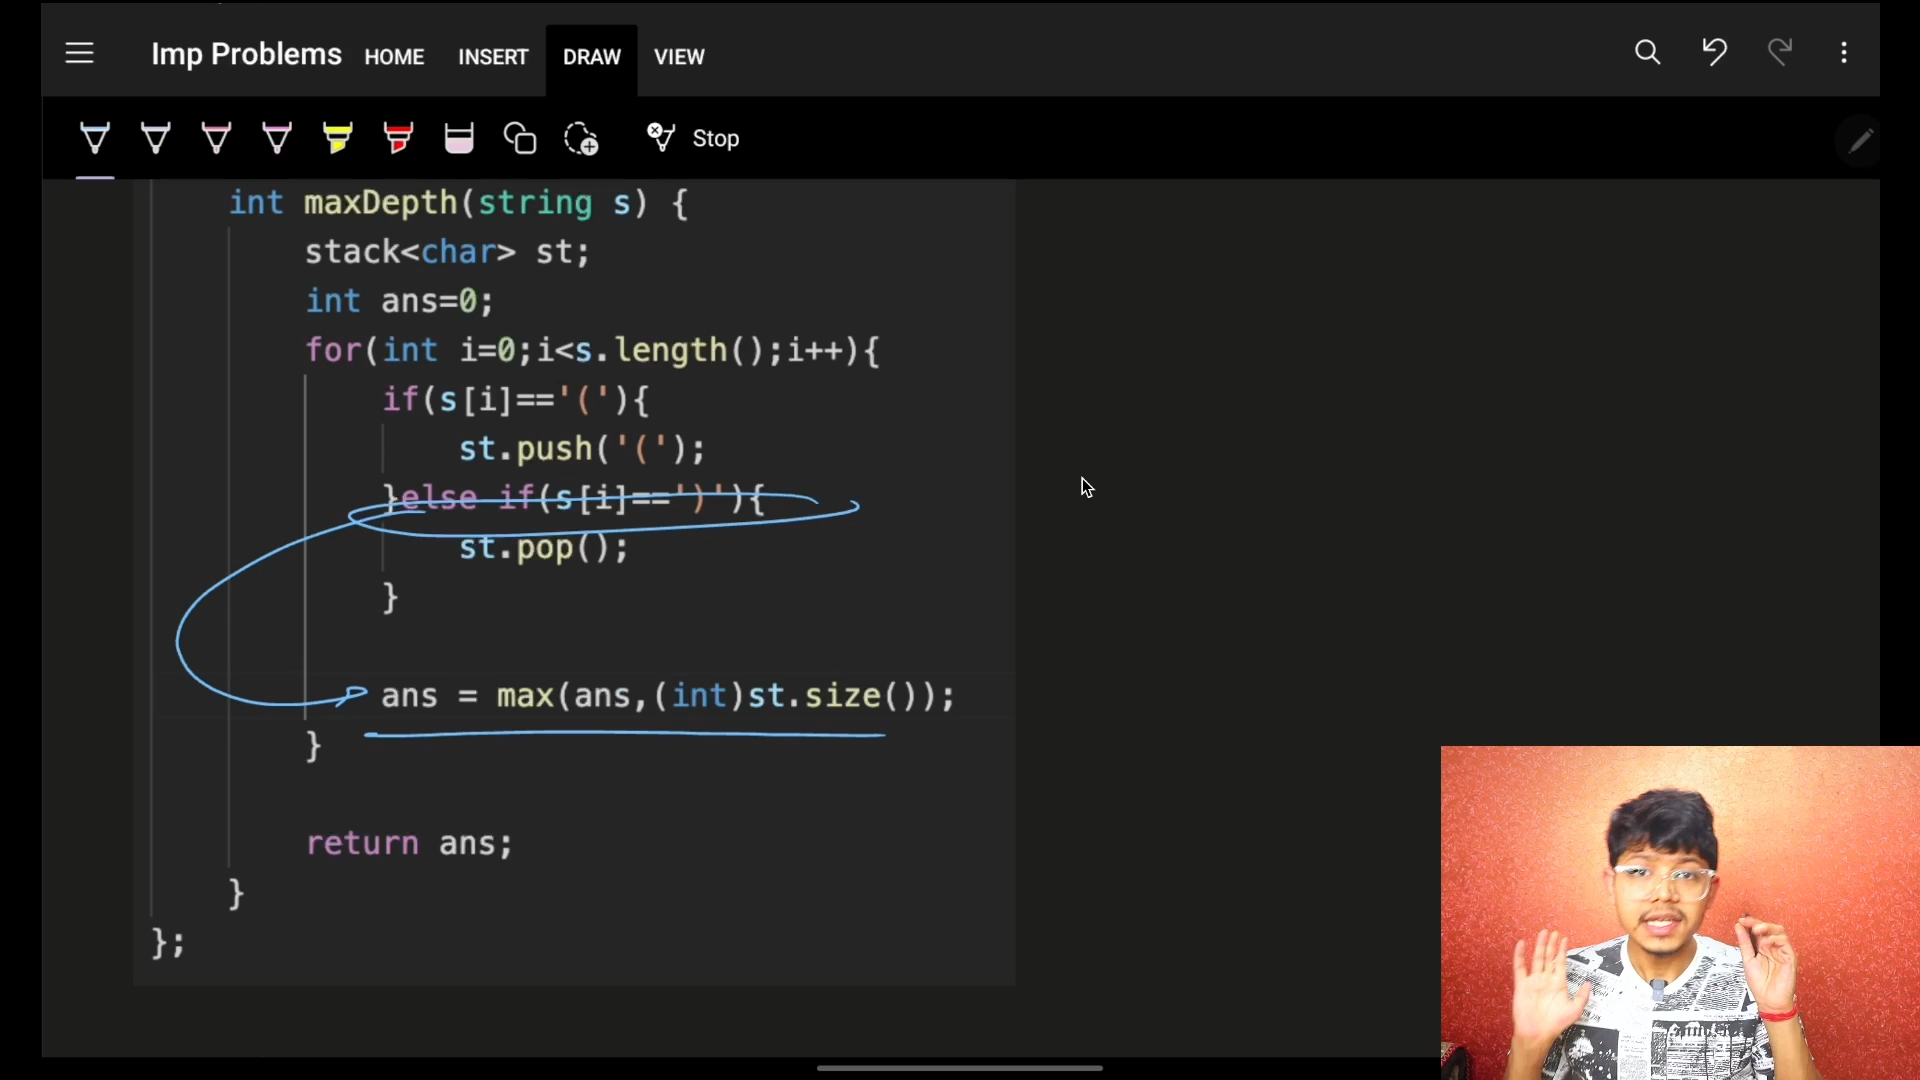 Imp Problems HOME INSERT DRAW VIEW
Stop
int maxDepth(string s) {
stack<char> st;
int ans=0;
for(int i=0;i<s.length();i++){
if(s[i]=='('){
st.push('(');
}else if(s[i]==')'){
st.pop();
}
ans = max(ans,(int)st.size());
}
return ans;
}
};